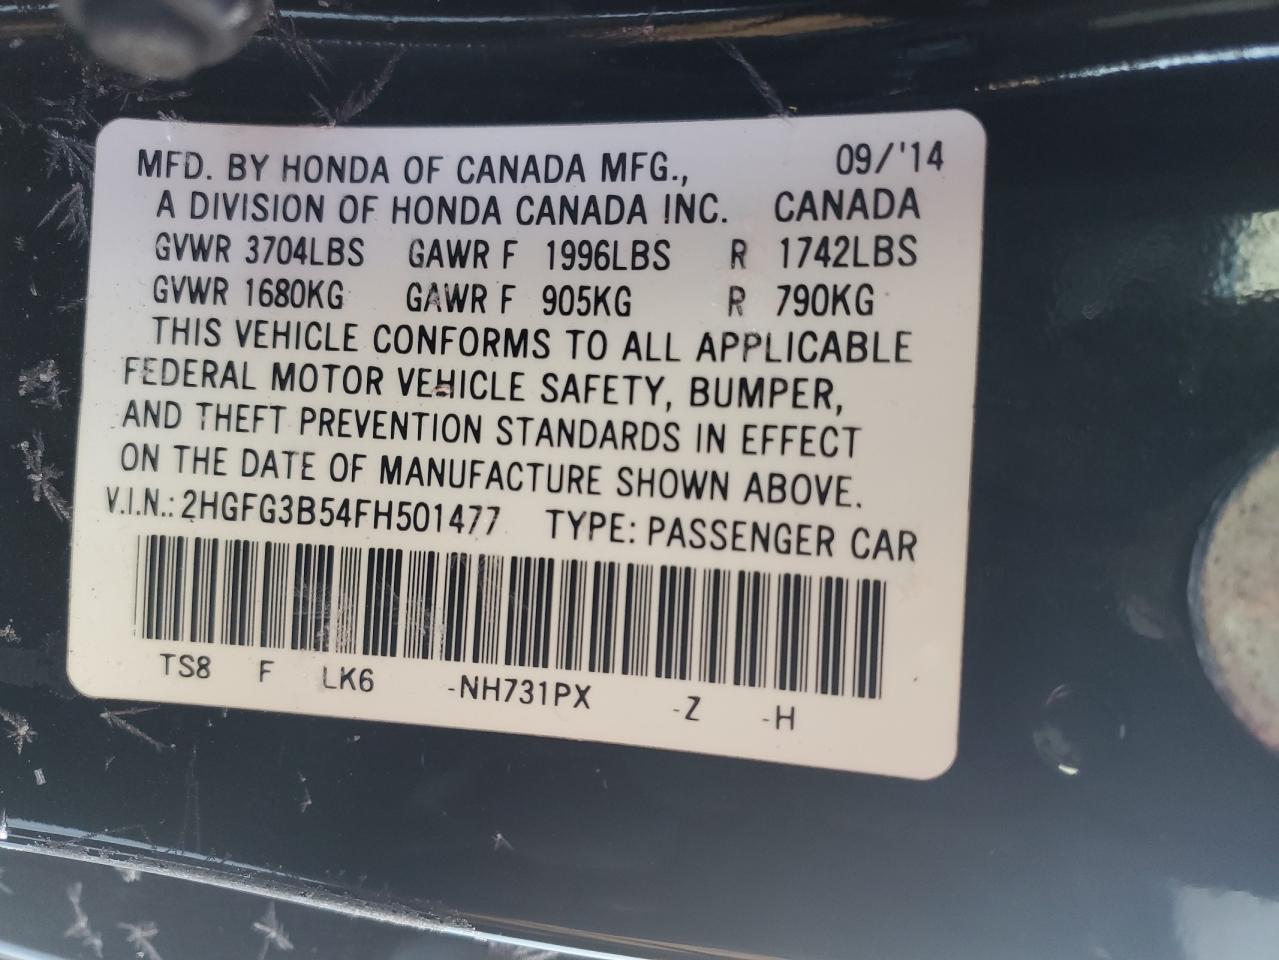 MFD. BY HONDA OF CANADA MFG., 09/'14
A DIVISION OF HONDA CANADA INC. CANADA
GVWR 3704LBS GAWR F 1996LBS R 1742LBS
GVWR 1680KG GAWR F 905KG R 790KG
THIS VEHICLE CONFORMS TO ALL APPLICABLE
FEDERAL MOTOR VEHICLE SAFETY, BUMPER,
AND THEFT PREVENTION STANDARDS IN EFFECT
ON THE DATE OF MANUFACTURE SHOWN ABOVE.
V.I.N.: 2HGFG3B54FH501477 TYPE: PASSENGER CAR
TS8 F LK6 -NH731PX -Z -H